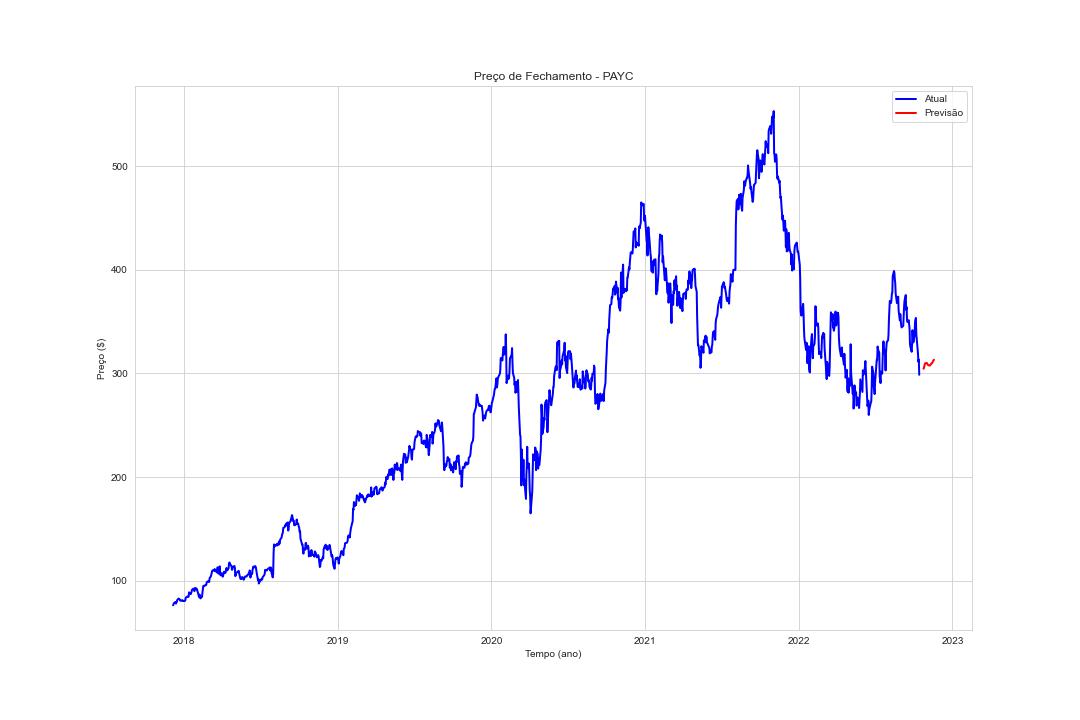 Preço de Fechamento - PAYC
Atual
Previsão
Preço ($)
500
400
300
200
100
2018 2019 2020 2021 2022 2023
Tempo (ano)